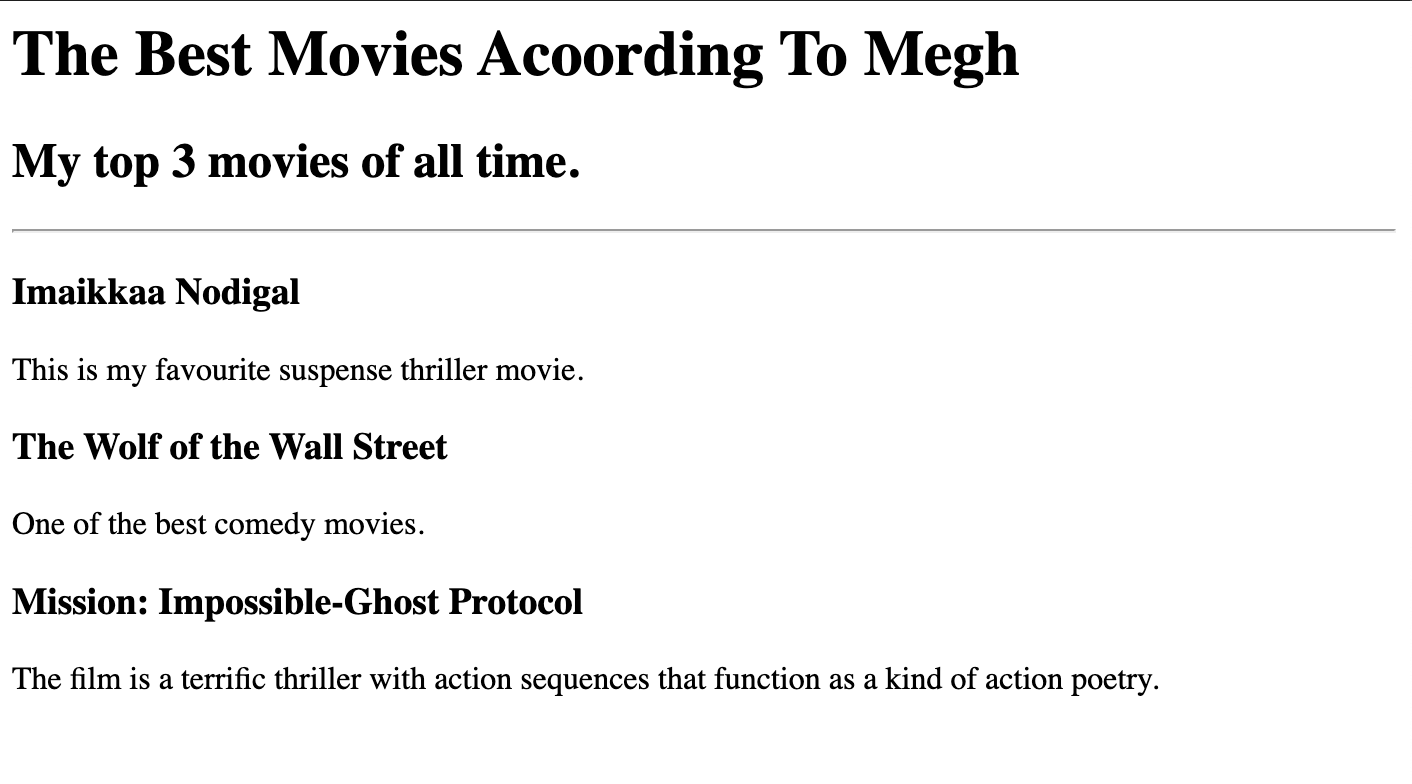 The Best Movies Acoording To Megh
My top 3 movies of all time.
Imaikkaa Nodigal
This is my favourite suspense thriller movie.
The Wolf of the Wall Street
One of the best comedy movies.
Mission: Impossible-Ghost Protocol
The film is a terrific thriller with action sequences that function as a kind of action poetry.